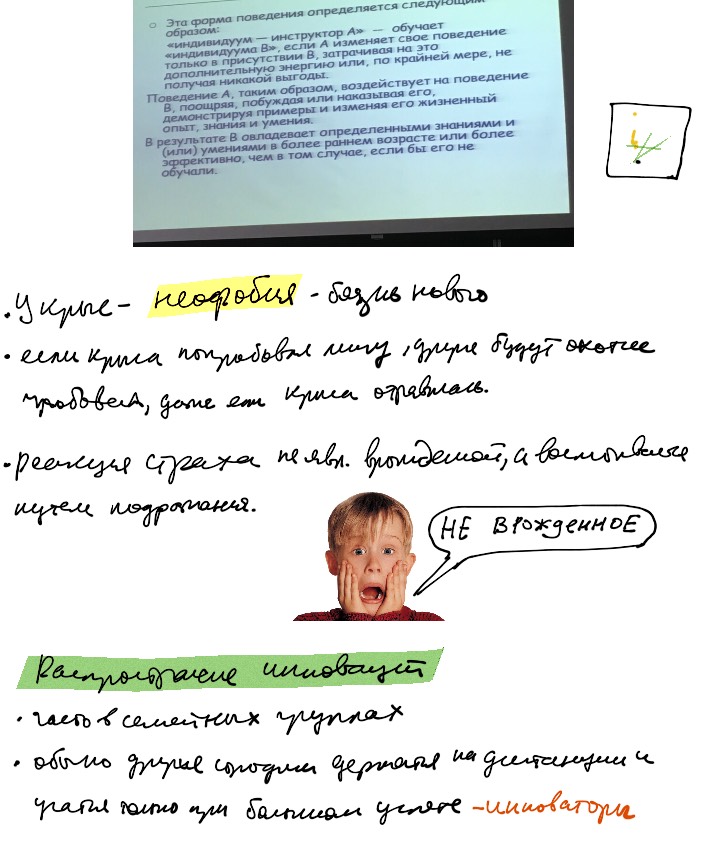 Эта форма поведения определяется следующим
образом:
«индивидуум — инструктор А» — обучает
«индивидуума В», если А изменяет свое поведение
только в присутствии В, затрачивая на это
дополнительную энергию или, по крайней мере, не
получая никакой выгоды.
Поведение А, таким образом, воздействует на поведение
В, поощряя, побуждая или наказывая его,
демонстрируя примеры и изменяя его жизненный
опыт, знания и умения.
В результате В овладевает определенными знаниями и
(или) умениями в более раннем возрасте или более
эффективно, чем в том случае, если бы его не
обучали.
• У крыс – неофобия – боязнь нового
• если крыса попробовал пищу, другие будут охотнее
пробовать, даже если крыса отравилась.
• Реакция страха не явл. врожденной, а
путем подражания.
НЕ ВРОЖДЕННОЕ
Распространение инноваций
• часто в семейных группах
• обычно другие сородичи держатся на дистанции и
учатся только при большом успехе – инноваторы